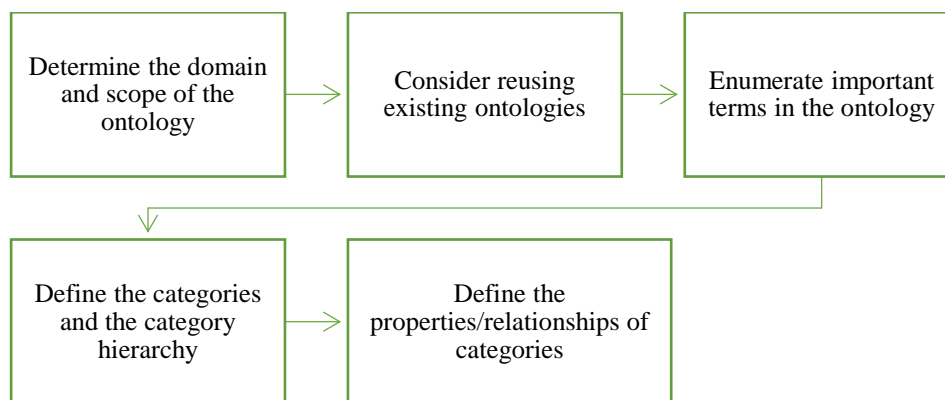 Determine the domain
and scope of the
ontology
Consider reusing
existing ontologies
Enumerate important
terms in the ontology
Define the categories
and the category
hierarchy
Define the
properties/relationships of
categories